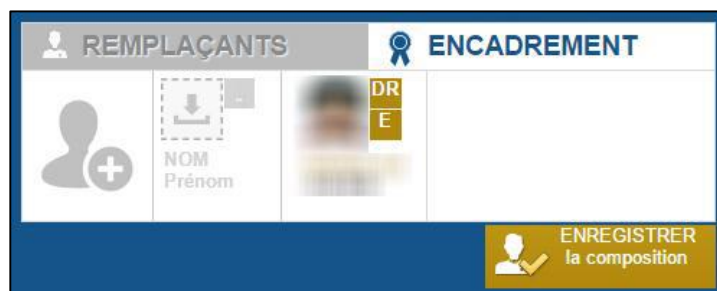 REMPLAÇANTS
ENCADREMENT
..
DR
E
NOM
Prénom
ENREGISTRER
la composition